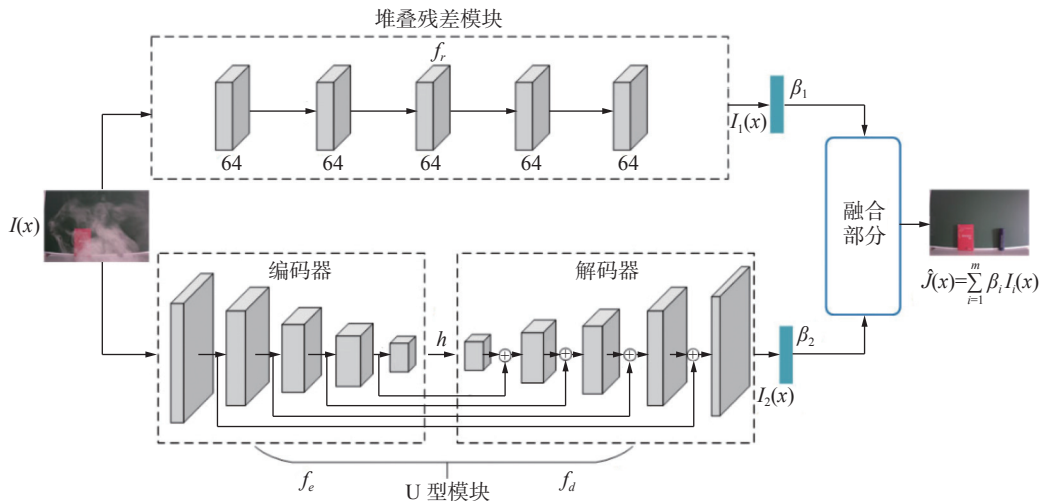 堆叠残差模块
f_r
64 64 64 64 64
I_1(x)
β_1
I(x)
融合
部分
Ĵ(x)=∑_{i=1}^{m} β_i I_i(x)
编码器
解码器
h
⊕ ⊕ ⊕ ⊕
β_2
I_2(x)
f_e
f_d
U 型模块